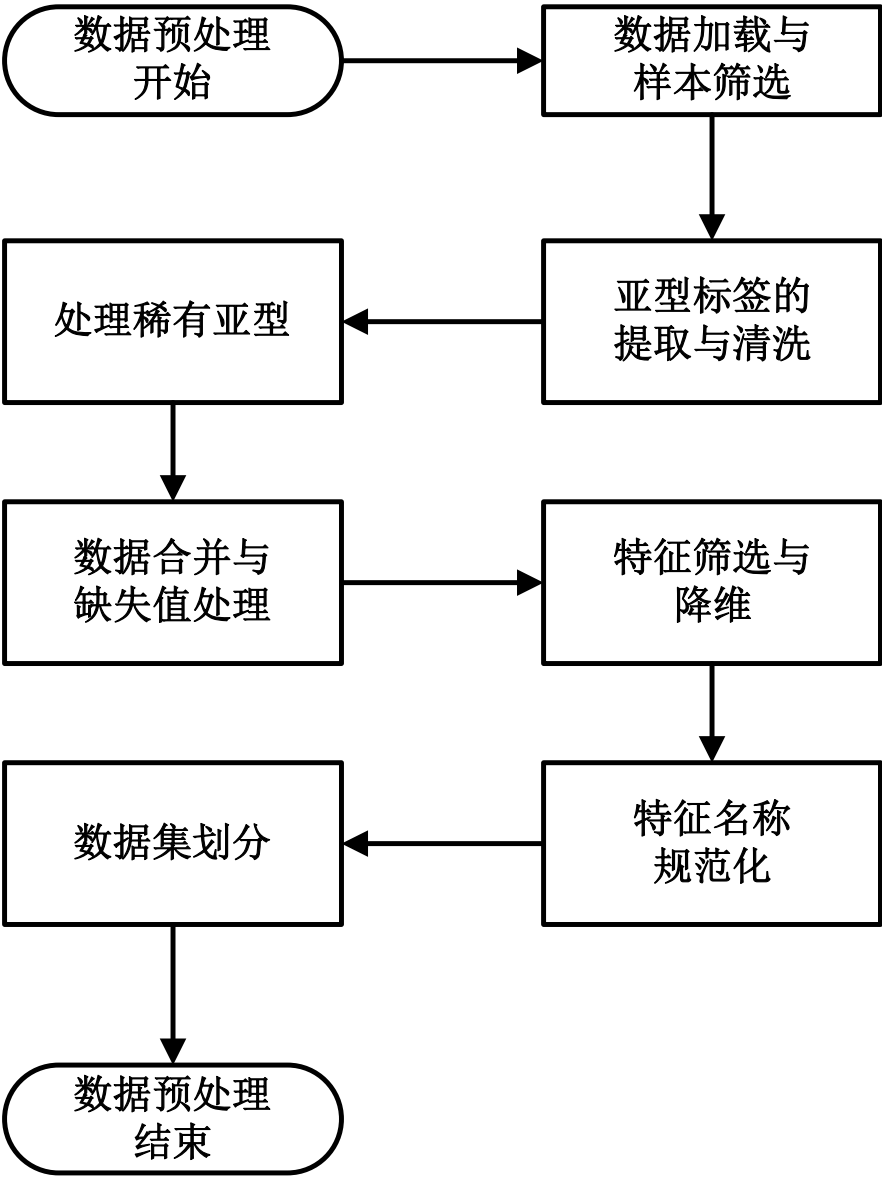 数据预处理
开始
数据加载与
样本筛选
亚型标签的
提取与清洗
处理稀有亚型
数据合并与
缺失值处理
特征筛选与
降维
特征名称
规范化
数据集划分
数据预处理
结束